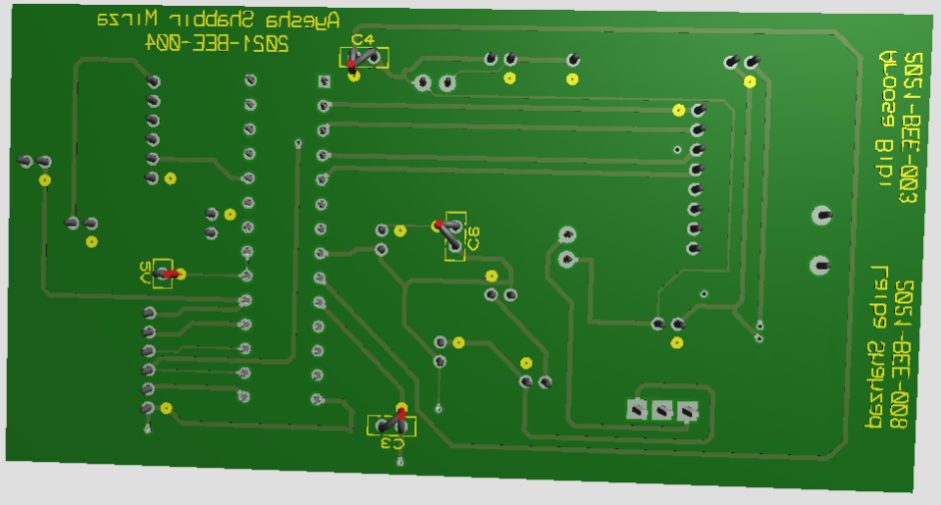 Ayesha Shabbir Mirza
2021-BEE-004
C4
2021-BEE-003
Aroosa Bibi
C6
5V
2021-BEE-008
Laiba Shahzad
C3